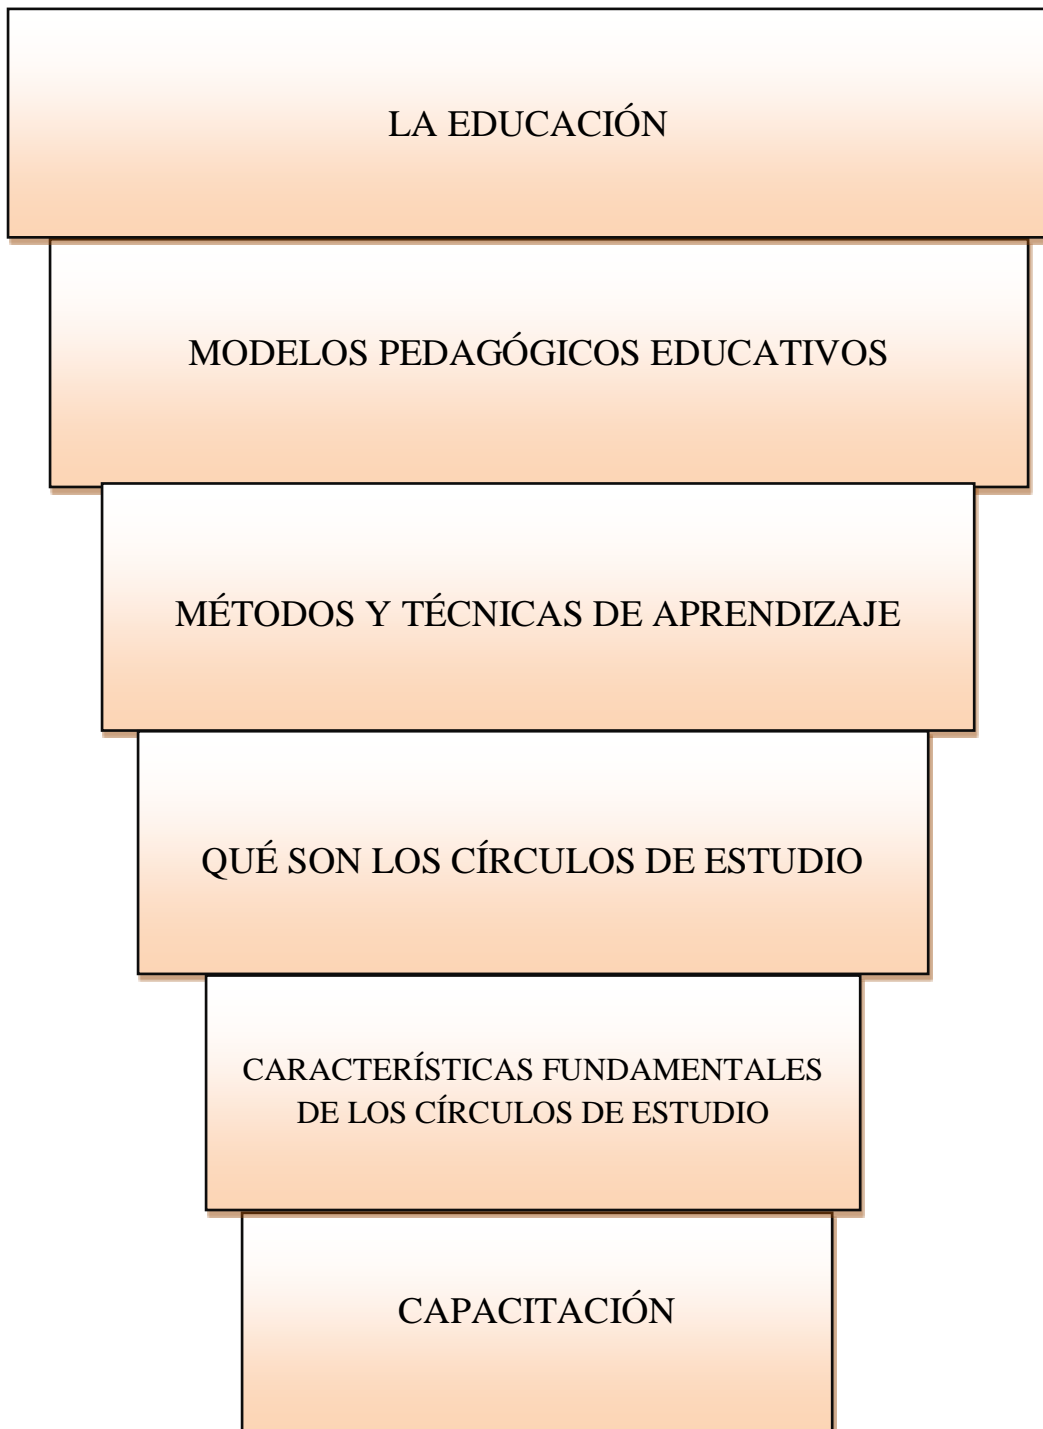 LA EDUCACIÓN
MODELOS PEDAGÓGICOS EDUCATIVOS
MÉTODOS Y TÉCNICAS DE APRENDIZAJE
QUÉ SON LOS CÍRCULOS DE ESTUDIO
CARACTERÍSTICAS FUNDAMENTALES
DE LOS CÍRCULOS DE ESTUDIO
CAPACITACIÓN